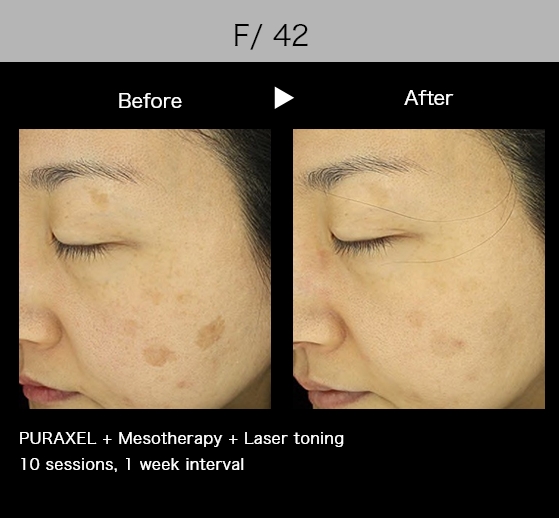 F/ 42
Before ▶ After
PURAXEL + Mesotherapy + Laser toning
10 sessions, 1 week interval